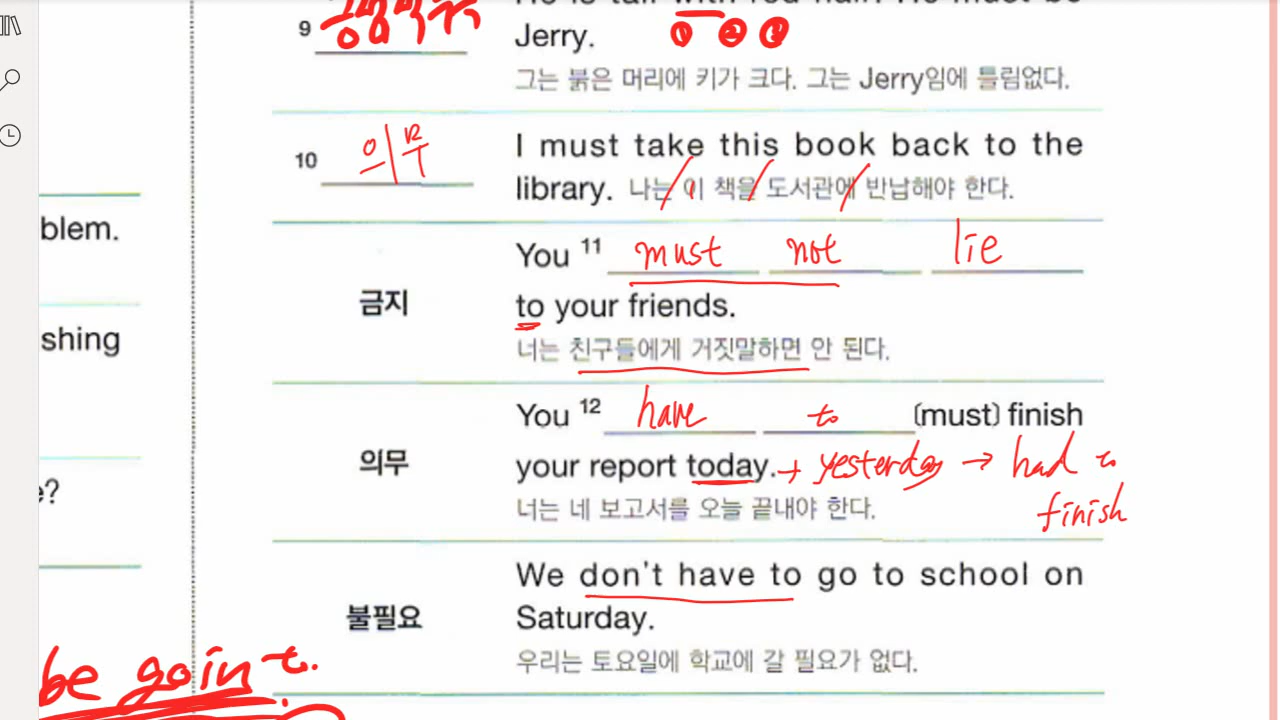 He is tall with red hair. He must be
9
Jerry. ① ② ③
그는 붉은 머리에 키가 크다. 그는 Jerry임에 틀림없다.
10 의무 I must take this book back to the
library. 나는 이 책을 도서관에 반납해야 한다.
blem.
You 11 must not lie
금지 to your friends.
shing
너는 친구들에게 거짓말하면 안 된다.
You 12 have to (must) finish
의무 your report today. → yesterday → had to
finish
e?
너는 네 보고서를 오늘 끝내야 한다.
We don't have to go to school on
불필요 Saturday.
우리는 토요일에 학교에 갈 필요가 없다.
be goin to.